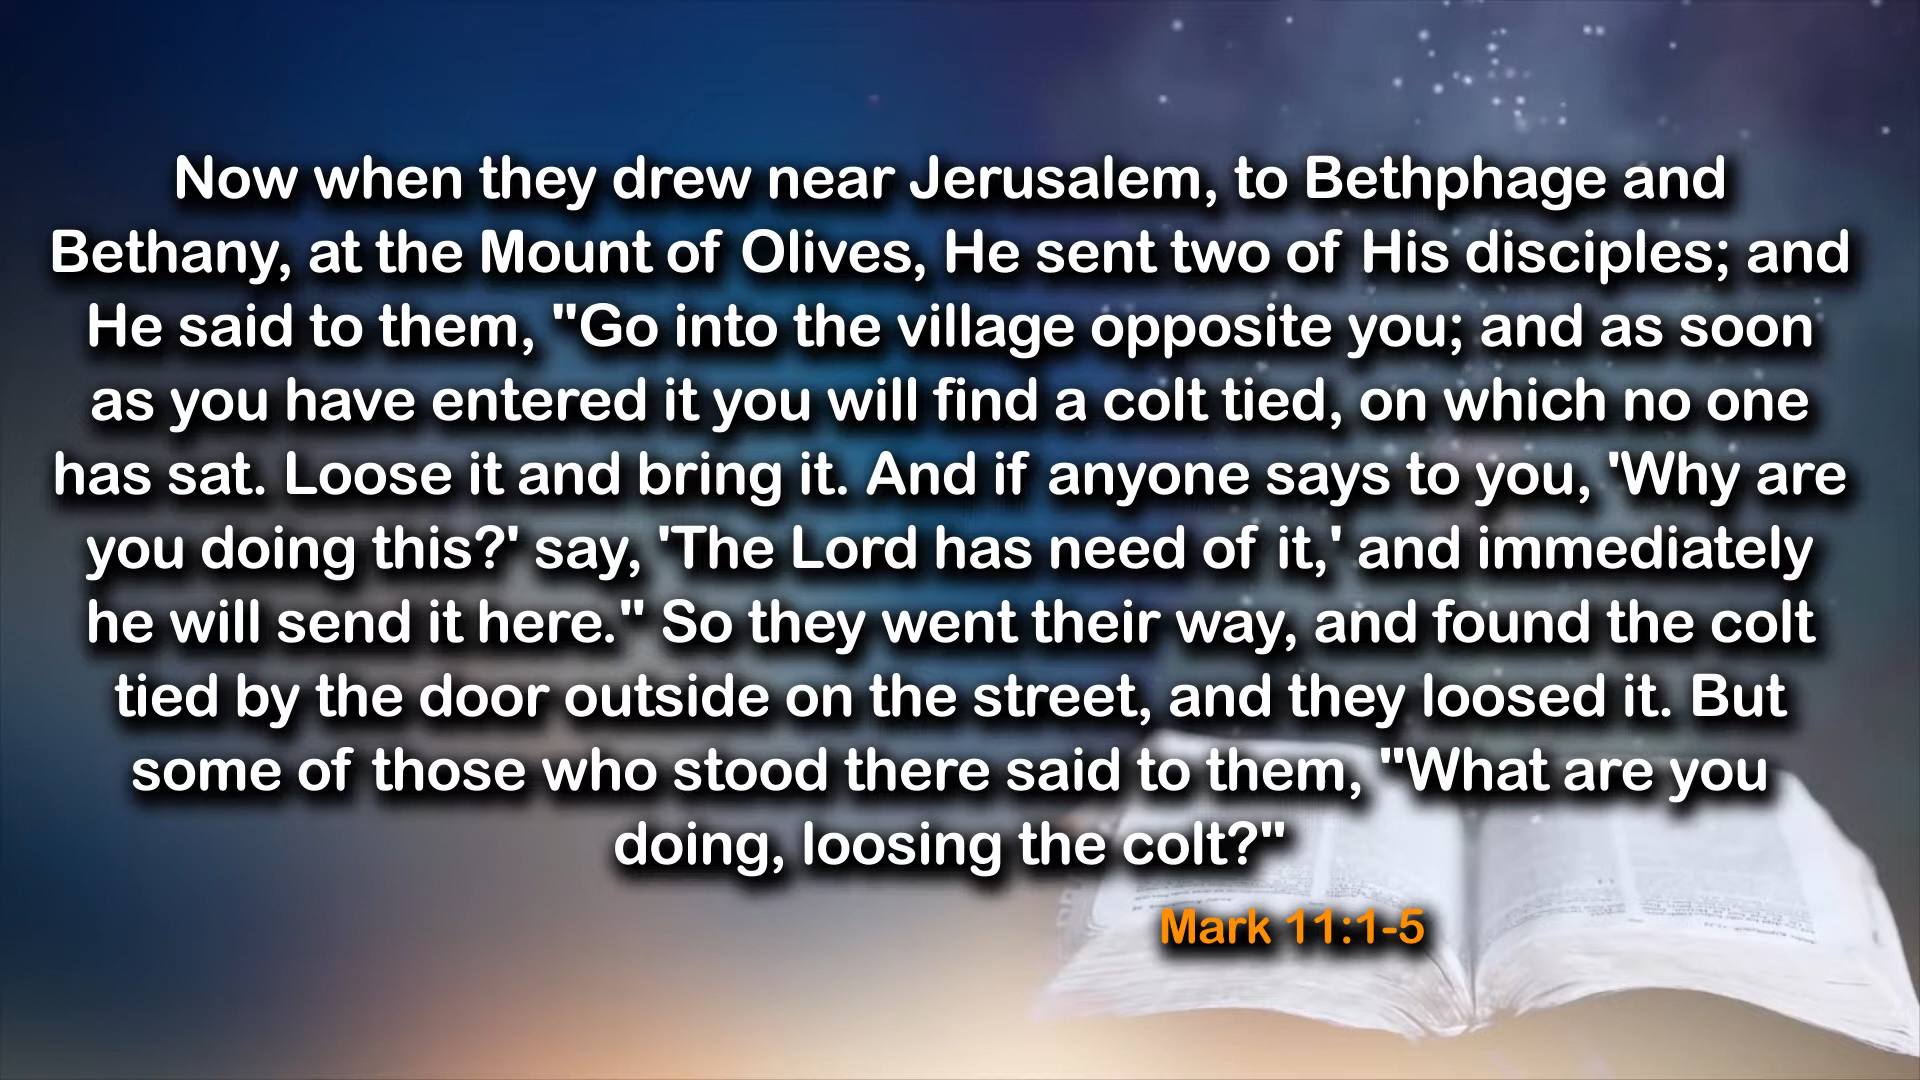 Now when they drew near Jerusalem, to Bethphage and
Bethany, at the Mount of Olives, He sent two of His disciples; and
He said to them, "Go into the village opposite you; and as soon
as you have entered it you will find a colt tied, on which no one
has sat. Loose it and bring it. And if anyone says to you, 'Why are
you doing this?' say, 'The Lord has need of it,' and immediately
he will send it here." So they went their way, and found the colt
tied by the door outside on the street, and they loosed it. But
some of those who stood there said to them, "What are you
doing, loosing the colt?"
Mark 11:1-5